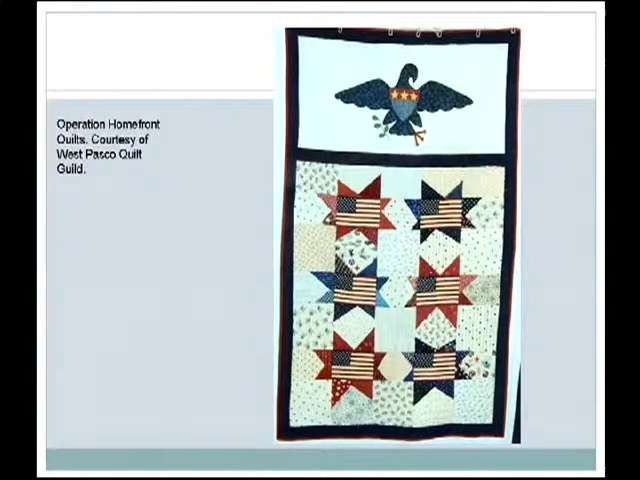 Operation Homefront
Quilts. Courtesy of
West Pasco Quilt
Guild.